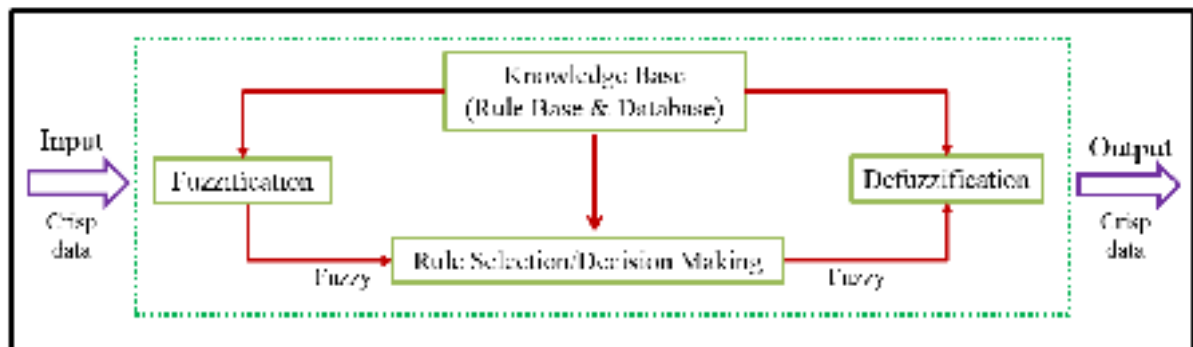 Knowledge Base
(Rule Base & Database)
Input
Fuzzification
Crisp
data
Rule Selection/Decision Making
Fuzzy
Fuzzy
Defuzzification
Output
Crisp
data